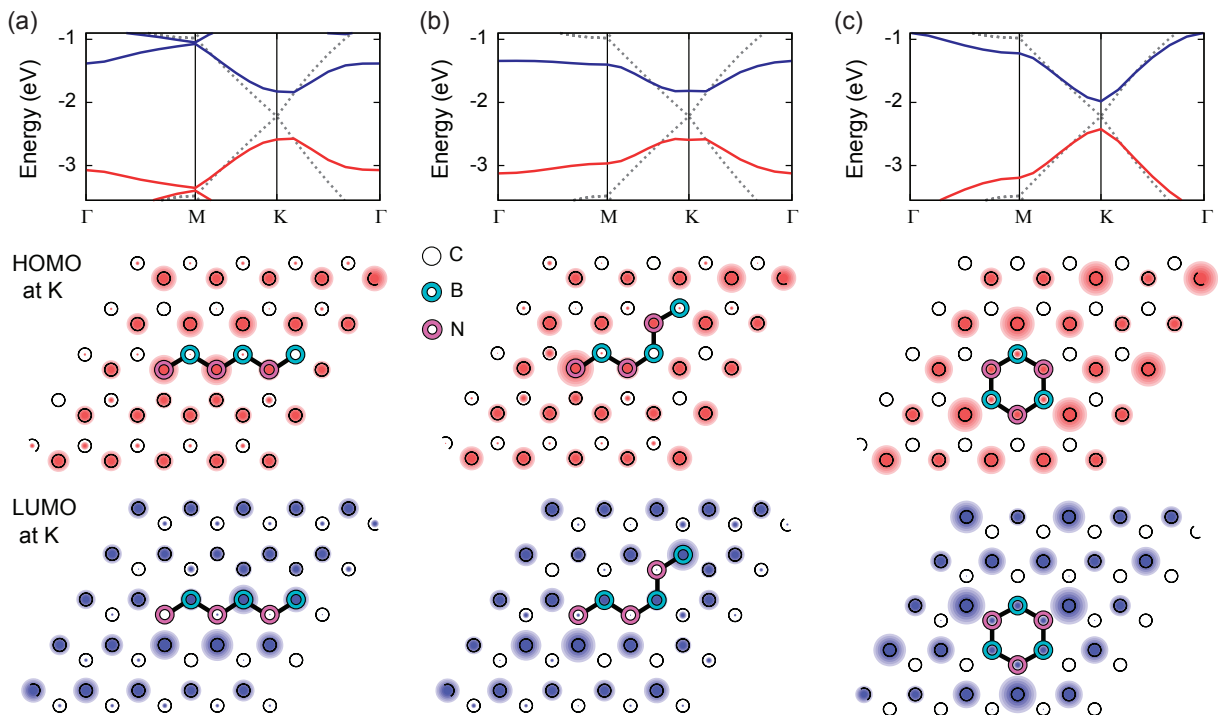 (a)
Energy (eV)
-1
-2
-3
Γ M K Γ
(b)
Energy (eV)
-1
-2
-3
Γ M K Γ
(c)
Energy (eV)
-1
-2
-3
Γ M K Γ
HOMO
at K
C
B
N
LUMO
at K